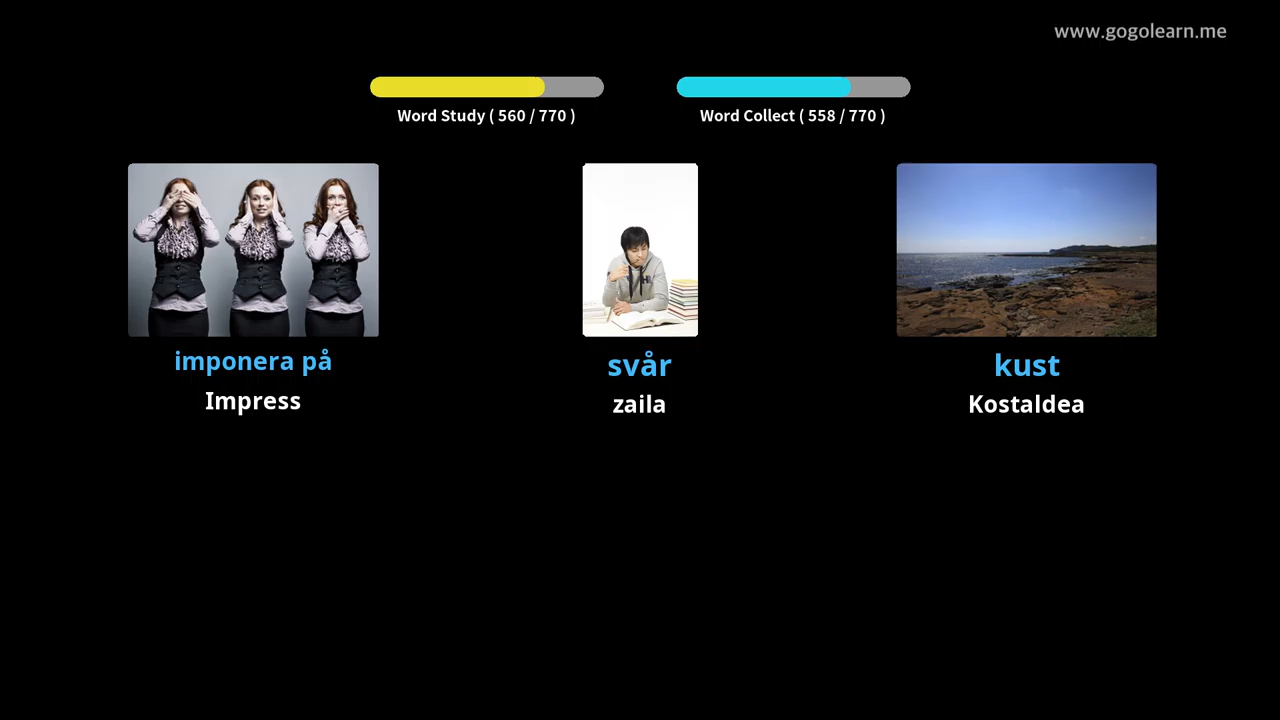 www.gogolearn.me
Word Study ( 560 / 770 )
Word Collect ( 558 / 770 )
imponera på
Impress
svår
zaila
kust
Kostaldea